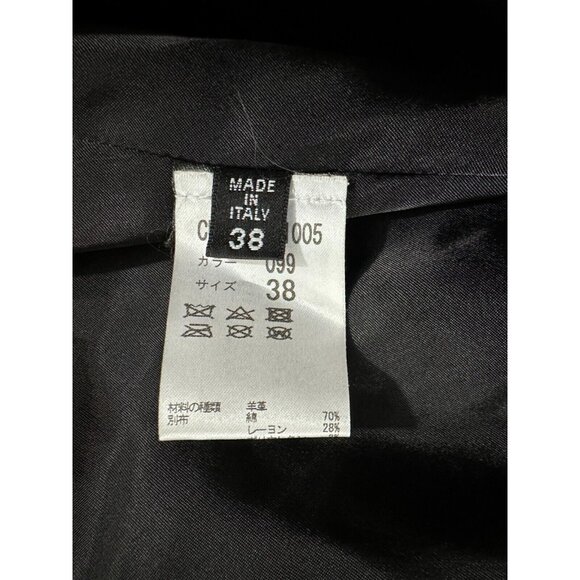 MADE
IN
ITALY
38
C 1005
カラー 099
サイズ 38
材料の種類 羊革
別布 綿 70%
レーヨン 28%